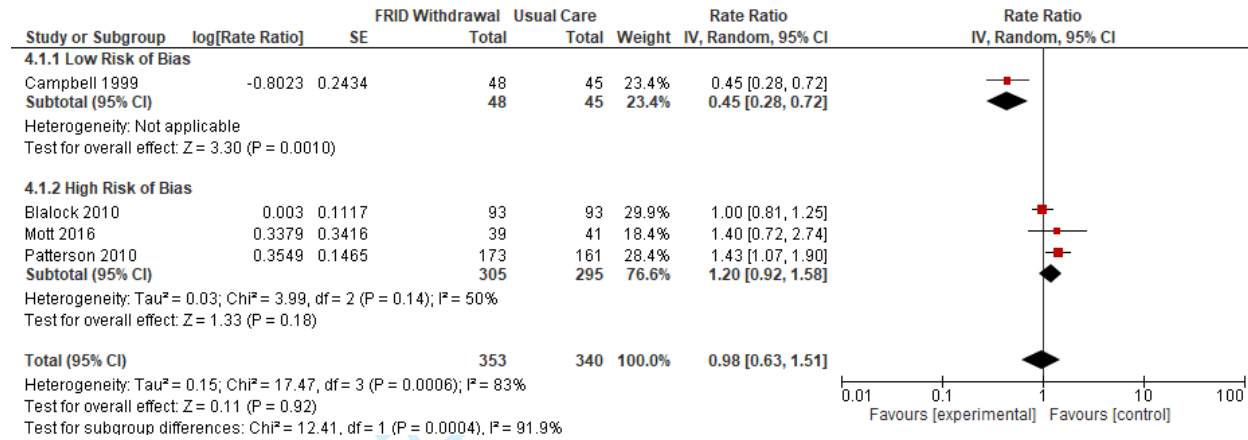 FRID Withdrawal Usual Care Rate Ratio Rate Ratio
Study or Subgroup log[Rate Ratio] SE Total Total Weight IV, Random, 95% CI IV, Random, 95% CI
4.1.1 Low Risk of Bias
Campbell 1999 -0.8023 0.2434 48 45 23.4% 0.45 [0.28, 0.72]
Subtotal (95% CI) 48 45 23.4% 0.45 [0.28, 0.72]
Heterogeneity: Not applicable
Test for overall effect: Z = 3.30 (P = 0.0010)
4.1.2 High Risk of Bias
Blalock 2010 0.003 0.1117 93 93 29.9% 1.00 [0.81, 1.25]
Mott 2016 0.3379 0.3416 39 41 18.4% 1.40 [0.72, 2.74]
Patterson 2010 0.3549 0.1465 173 161 28.4% 1.43 [1.07, 1.90]
Subtotal (95% CI) 305 295 76.6% 1.20 [0.92, 1.58]
Heterogeneity: Tau² = 0.03; Chi² = 3.99, df = 2 (P = 0.14); I² = 50%
Test for overall effect: Z = 1.33 (P = 0.18)
Total (95% CI) 353 340 100.0% 0.98 [0.63, 1.51]
Heterogeneity: Tau² = 0.15; Chi² = 17.47, df = 3 (P = 0.0006); I² = 83%
Test for overall effect: Z = 0.11 (P = 0.92)
Test for subgroup differences: Chi² = 12.41, df = 1 (P = 0.0004), I² = 91.9%
0.01 0.1 1 10 100
Favours [experimental] Favours [control]